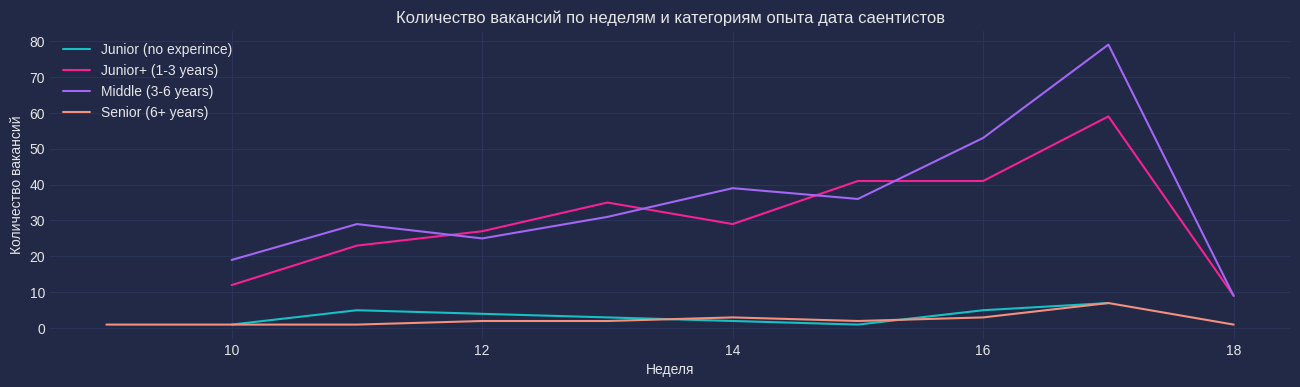 Количество вакансий по неделям и категориям опыта дата саентистов
Junior (no experince)
Junior+ (1-3 years)
Middle (3-6 years)
Senior (6+ years)
Количество вакансий
80
70
60
50
40
30
20
10
0
10
12
14
16
18
Неделя